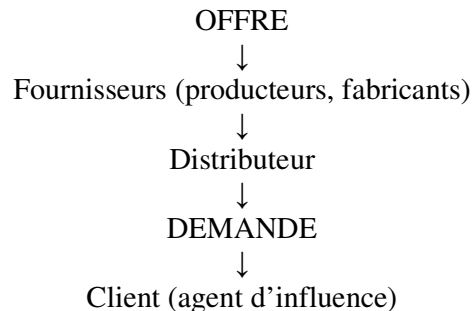 OFFRE
↓
Fournisseurs (producteurs, fabricants)
↓
Distributeur
↓
DEMANDE
↓
Client (agent d’influence)